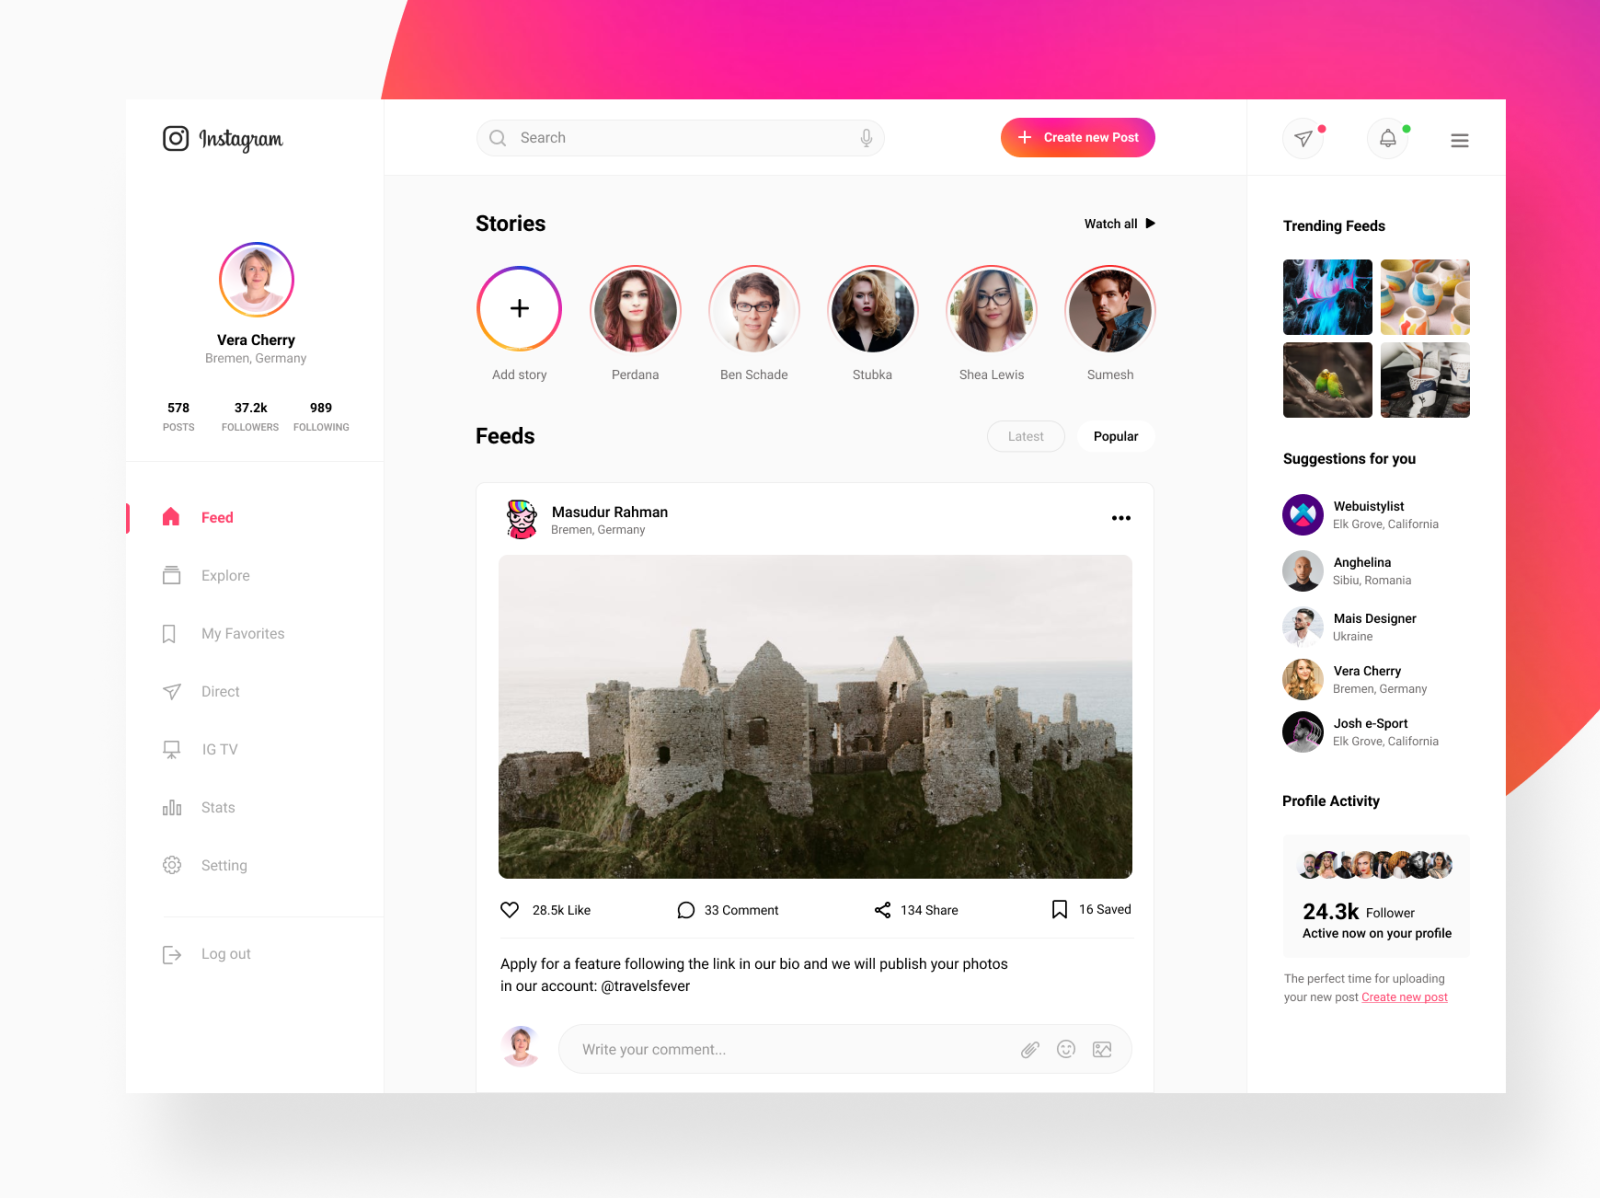 Instagram
Search
Create new Post
Vera Cherry
Bremen, Germany
578
POSTS
37.2k
FOLLOWERS
989
FOLLOWING
Feed
Explore
My Favorites
Direct
IG TV
Stats
Setting
Log out
Stories
Watch all
Add story
Perdana
Ben Schade
Stubka
Shea Lewis
Sumesh
Feeds
Latest
Popular
Masudur Rahman
Bremen, Germany
28.5k Like
33 Comment
134 Share
16 Saved
Apply for a feature following the link in our bio and we will publish your photos
in our account: @travelsfever
Write your comment...
Trending Feeds
Suggestions for you
Webuistylist
Elk Grove, California
Anghelina
Sibiu, Romania
Mais Designer
Ukraine
Vera Cherry
Bremen, Germany
Josh e-Sport
Elk Grove, California
Profile Activity
24.3k Follower
Active now on your profile
The perfect time for uploading
your new post Create new post